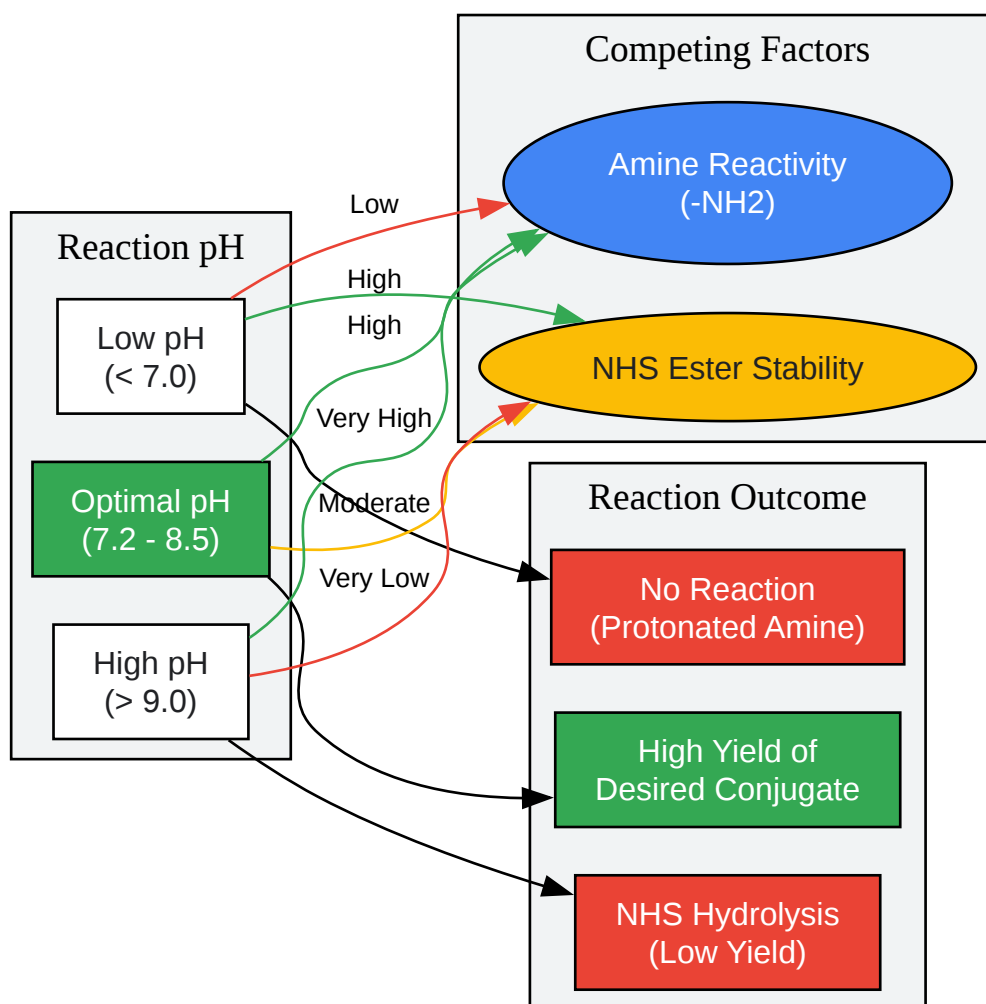 Competing Factors
Amine Reactivity
(-NH2)
NHS Ester Stability
Reaction pH
Low pH
(< 7.0)
Optimal pH
(7.2 - 8.5)
High pH
(> 9.0)
Low
High
High
Very High
Moderate
Very Low
Reaction Outcome
No Reaction
(Protonated Amine)
High Yield of
Desired Conjugate
NHS Hydrolysis
(Low Yield)